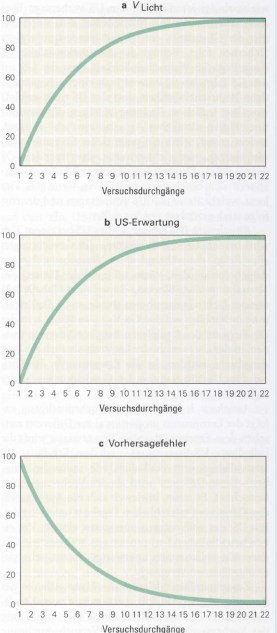 a V Licht
100
80
60
40
20
0
1 2 3 4 5 6 7 8 9 10 11 12 13 14 15 16 17 18 19 20 21 22
Versuchsdurchgänge
b US-Erwartung
100
80
60
40
20
0
1 2 3 4 5 6 7 8 9 10 11 12 13 14 15 16 17 18 19 20 21 22
Versuchsdurchgänge
c Vorhersagefehler
100
80
60
40
20
0
1 2 3 4 5 6 7 8 9 10 11 12 13 14 15 16 17 18 19 20 21 22
Versuchsdurchgänge